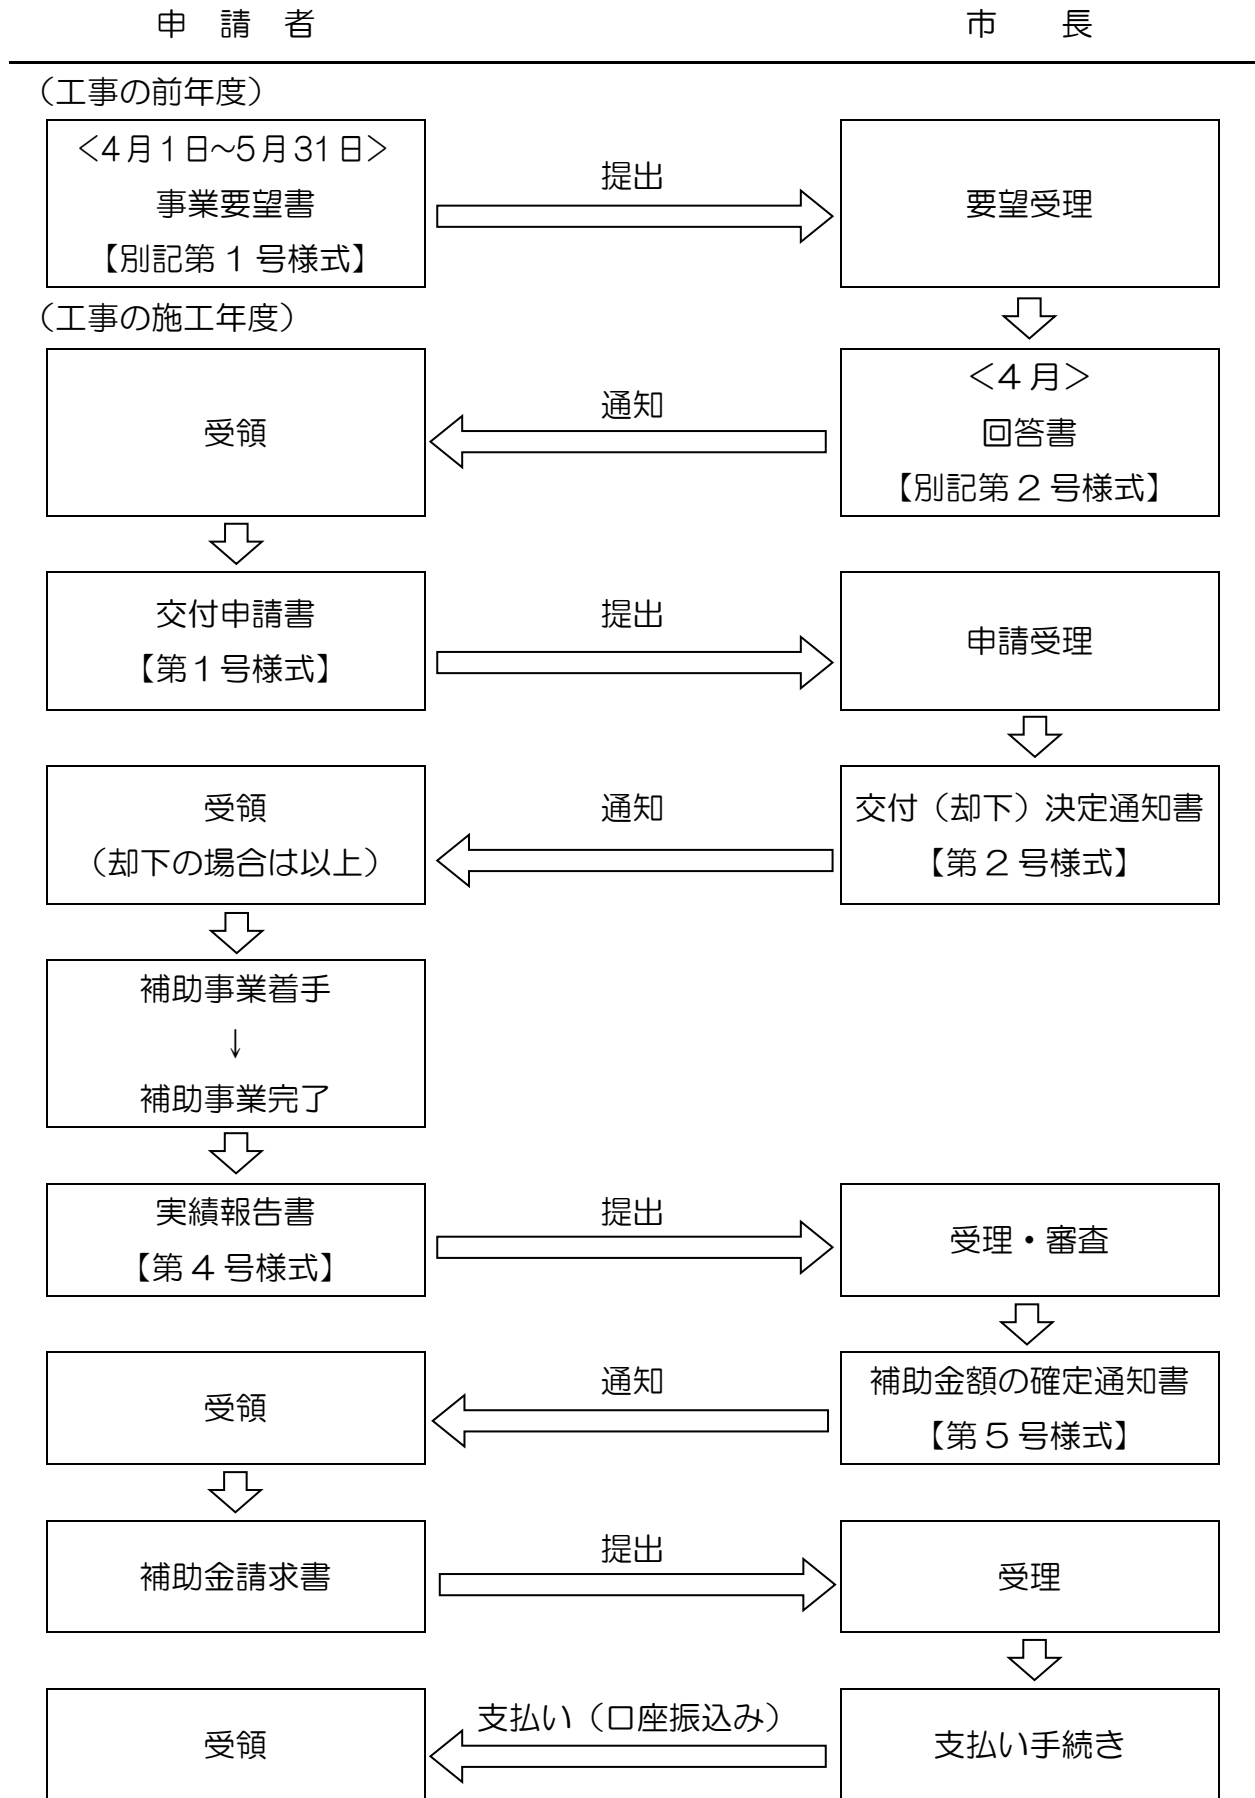 申　請　者
市　　長
（工事の前年度）
＜4月1日～5月31日＞
事業要望書
【別記第１号様式】
提出
要望受理
（工事の施工年度）
受領
通知
＜4月＞
回答書
【別記第２号様式】
交付申請書
【第１号様式】
提出
申請受理
受領
（却下の場合は以上）
通知
交付（却下）決定通知書
【第２号様式】
補助事業着手
↓
補助事業完了
実績報告書
【第４号様式】
提出
受理・審査
受領
通知
補助金額の確定通知書
【第５号様式】
補助金請求書
提出
受理
受領
支払い（口座振込み）
支払い手続き